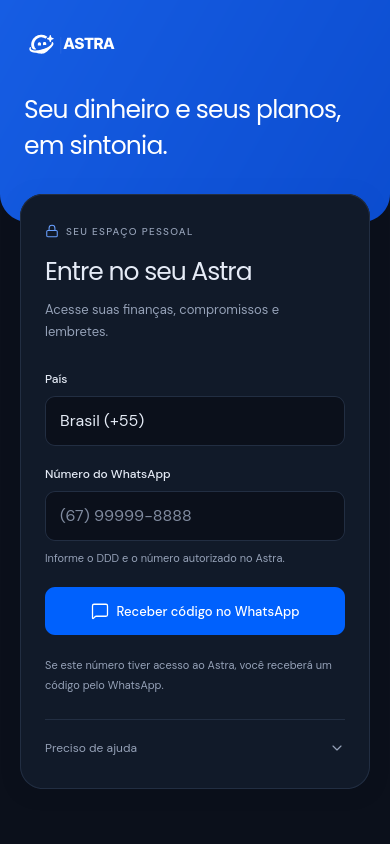 ASTRA
Seu dinheiro e seus planos,
em sintonia.
SEU ESPAÇO PESSOAL
Entre no seu Astra
Acesse suas finanças, compromissos e
lembretes.
País
Brasil (+55)
Número do WhatsApp
(67) 99999-8888
Informe o DDD e o número autorizado no Astra.
Receber código no WhatsApp
Se este número tiver acesso ao Astra, você receberá um
código pelo WhatsApp.
Preciso de ajuda